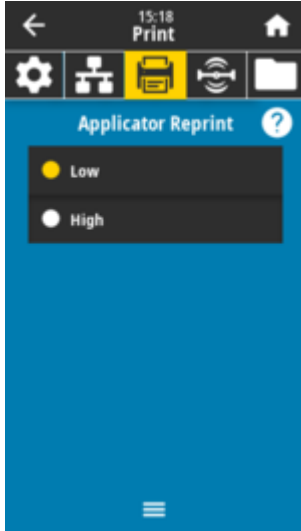 15:18
Print
Applicator Reprint ?
Low
High